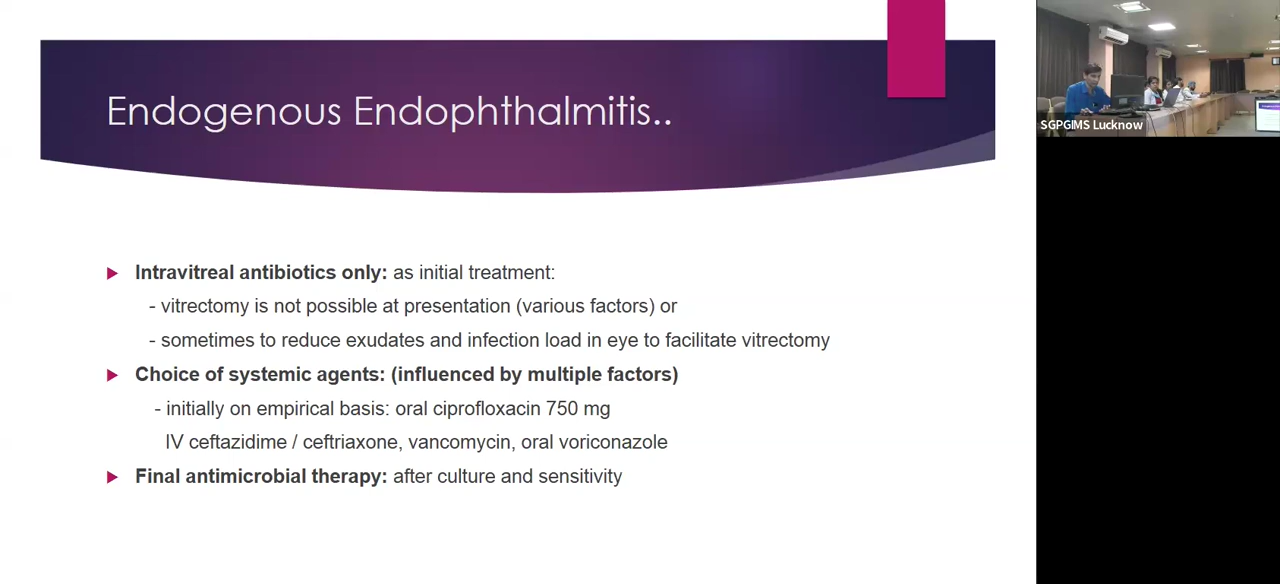 Endogenous Endophthalmitis..
SGPGIMS Lucknow
Intravitreal antibiotics only: as initial treatment:
- vitrectomy is not possible at presentation (various factors) or
- sometimes to reduce exudates and infection load in eye to facilitate vitrectomy
Choice of systemic agents: (influenced by multiple factors)
- initially on empirical basis: oral ciprofloxacin 750 mg
IV ceftazidime / ceftriaxone, vancomycin, oral voriconazole
Final antimicrobial therapy: after culture and sensitivity